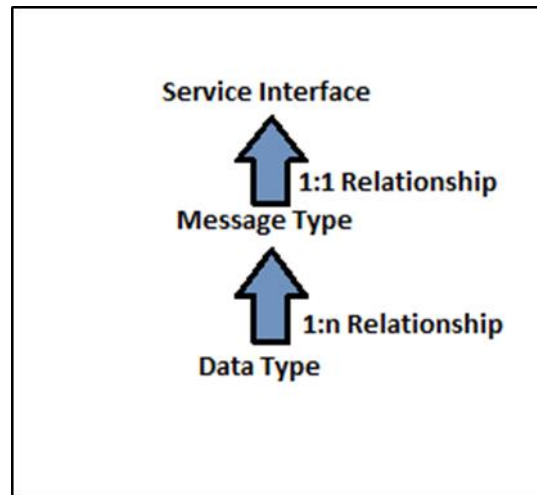 Service Interface
1:1 Relationship
Message Type
1:n Relationship
Data Type